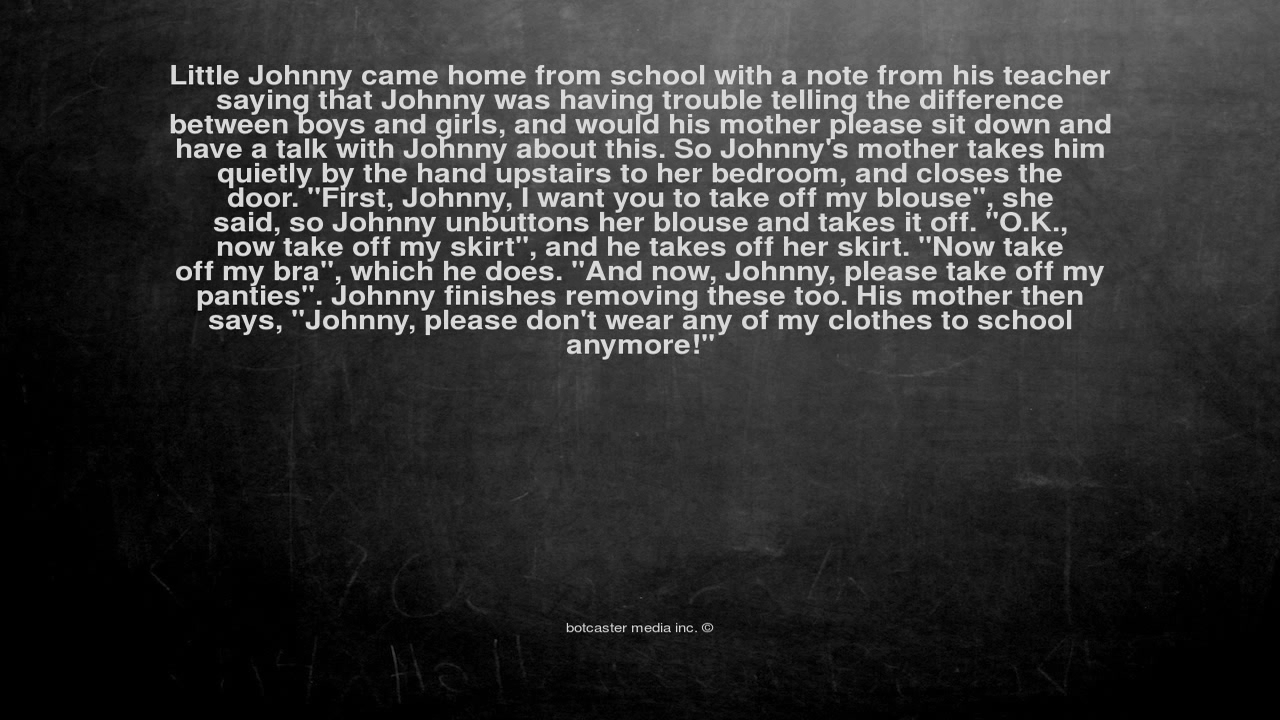 Little Johnny came home from school with a note from his teacher
saying that Johnny was having trouble telling the difference
between boys and girls, and would his mother please sit down and
have a talk with Johnny about this. So Johnny's mother takes him
quietly by the hand upstairs to her bedroom, and closes the
door. "First, Johnny, I want you to take off my blouse", she
said, so Johnny unbuttons her blouse and takes it off. "O.K.,
now take off my skirt", and he takes off her skirt. "Now take
off my bra", which he does. "And now, Johnny, please take off my
panties". Johnny finishes removing these too. His mother then
says, "Johnny, please don't wear any of my clothes to school
anymore!"
botcaster media inc. ©